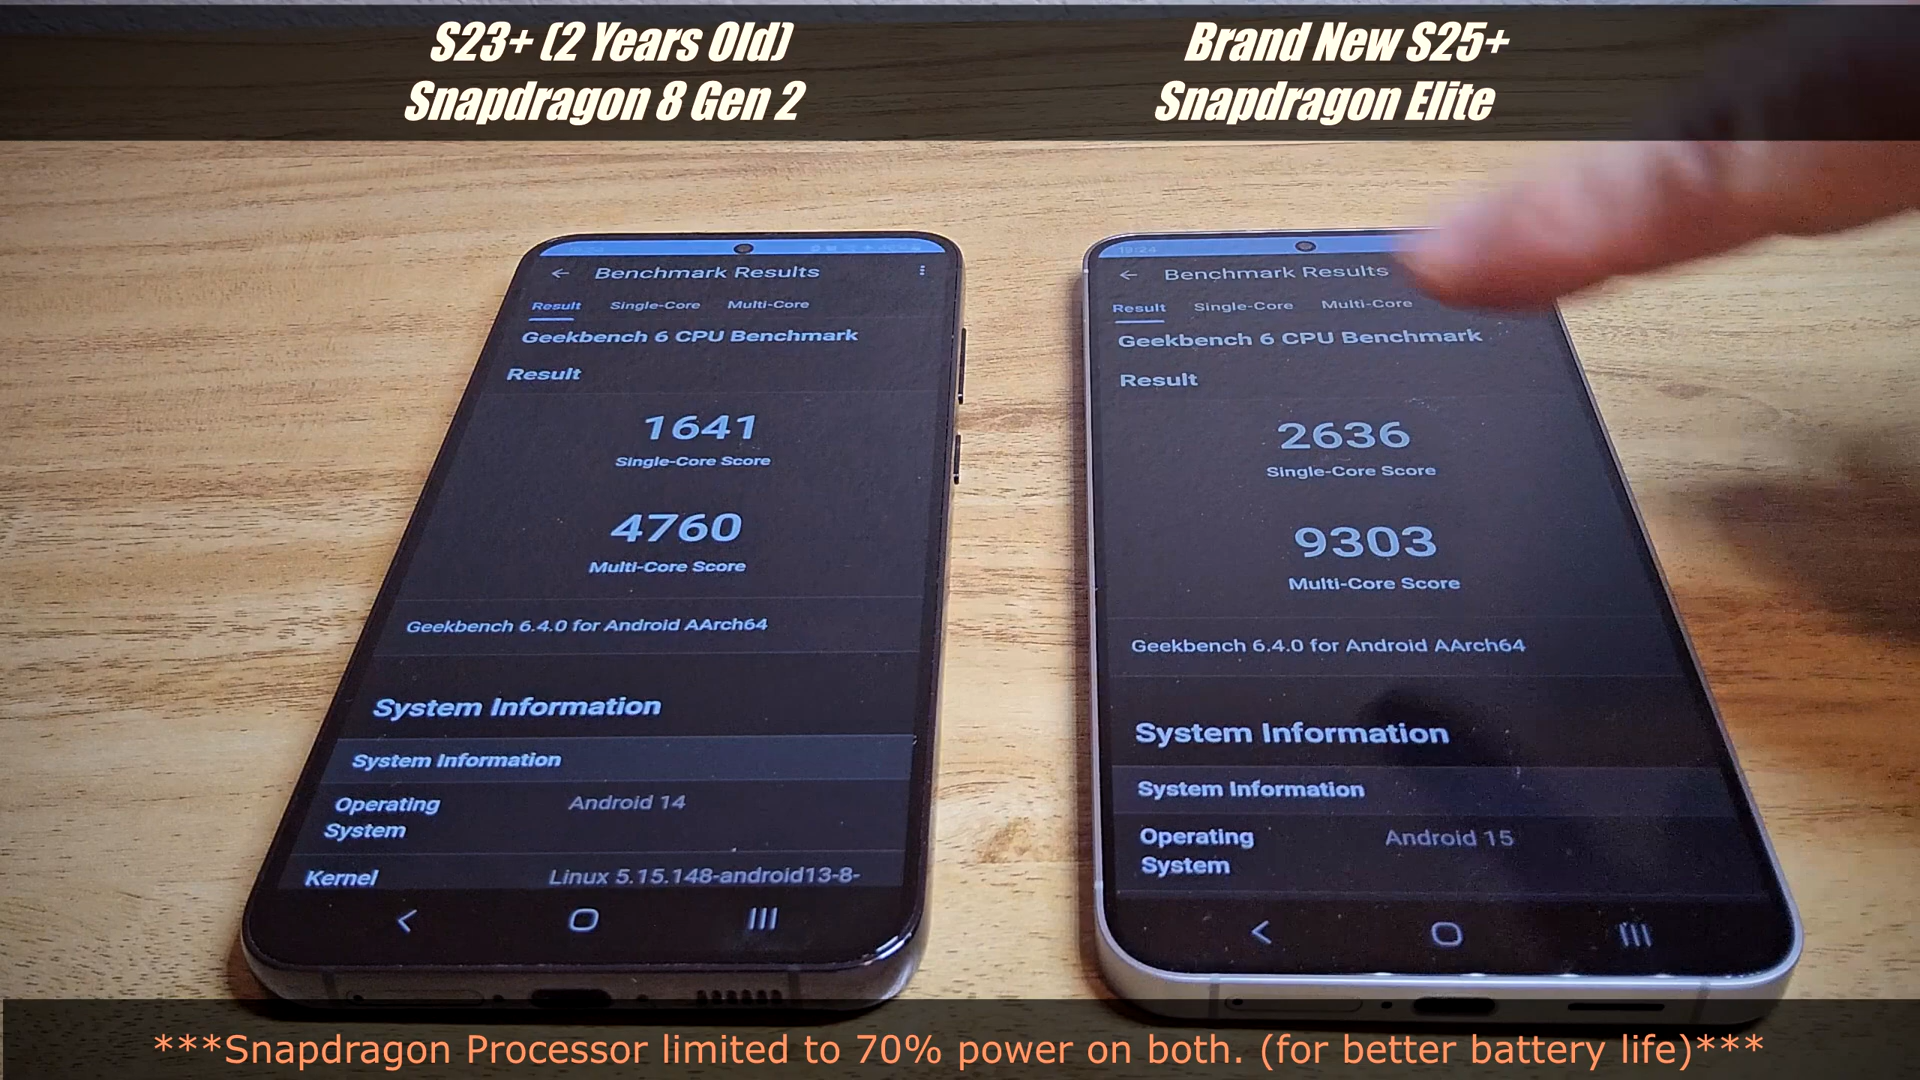 S23+ (2 Years Old)
Snapdragon 8 Gen 2
Brand New S25+
Snapdragon Elite
Benchmark Results
Result Single-Core Multi-Core
Geekbench 6 CPU Benchmark
Result
1641
Single-Core Score
4760
Multi-Core Score
Geekbench 6.4.0 for Android AArch64
System Information
System Information
Operating System Android 14
Kernel Linux 5.15.148-android13-8-
19:24
Benchmark Results
Result Single-Core Multi-Core
Geekbench 6 CPU Benchmark
Result
2636
Single-Core Score
9303
Multi-Core Score
Geekbench 6.4.0 for Android AArch64
System Information
System Information
Operating System Android 15
***Snapdragon Processor limited to 70% power on both. (for better battery life)***